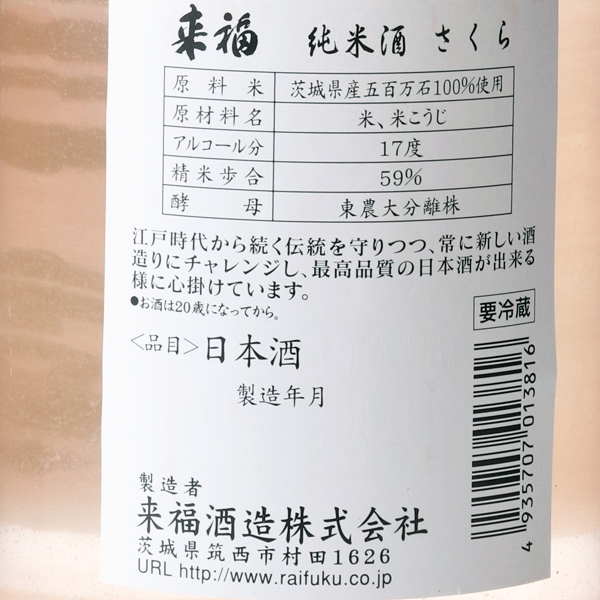 来福 純米酒 さくら
原料米 茨城県産五百万石100%使用
原材料名 米、米こうじ
アルコール分 17度
精米歩合 59%
酵母 東農大分離株
江戸時代から続く伝統を守りつつ、常に新しい酒
造りにチャレンジし、最高品質の日本酒が出来る
様に心掛けています。
●お酒は20歳になってから。
要冷蔵
<品目>日本酒
製造年月
4 935707 013816
製造者
来福酒造株式会社
茨城県筑西市村田1626
URL http://www.raifuku.co.jp